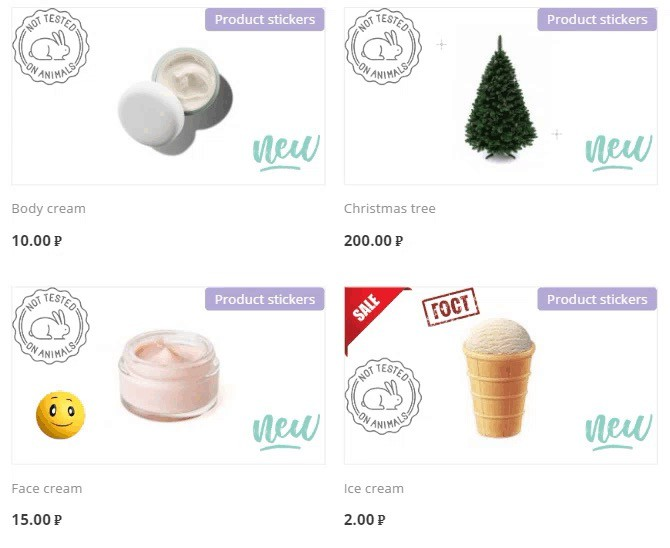 NOT TESTED
ON ANIMALS
Product stickers
new
Body cream
10.00 ₽
NOT TESTED
ON ANIMALS
Product stickers
new
Christmas tree
200.00 ₽
NOT TESTED
ON ANIMALS
Product stickers
new
Face cream
15.00 ₽
SALE
ГОСТ
Product stickers
NOT TESTED
ON ANIMALS
new
Ice cream
2.00 ₽